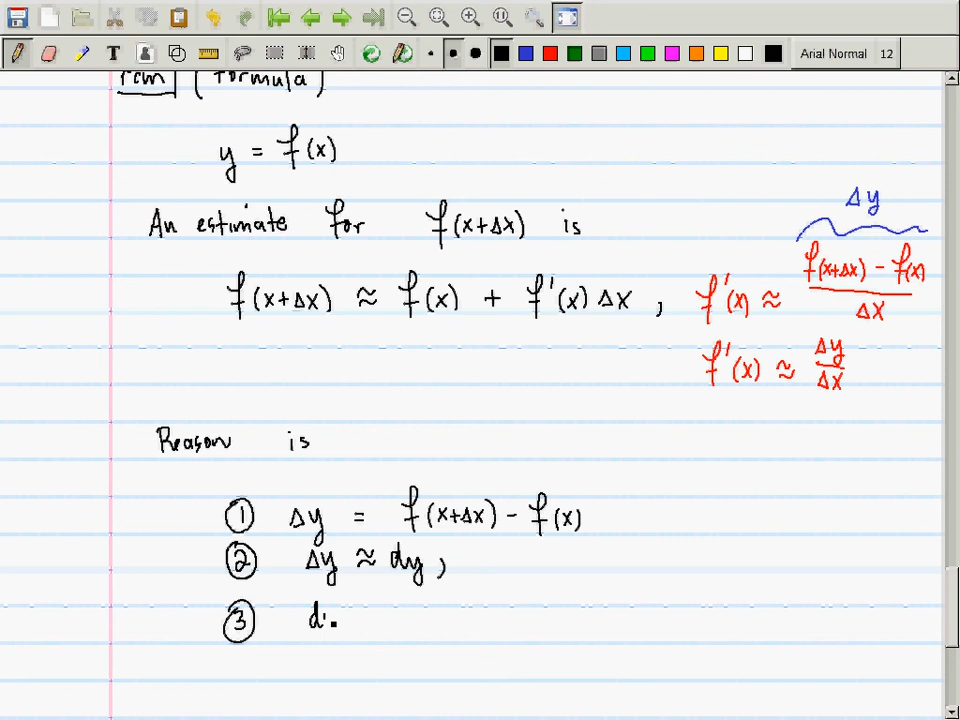 Arial Normal 12
rem (formula)
y = f(x)
An estimate for f(x+Δx) is
f(x+Δx) ≈ f(x) + f'(x) Δx ,
Δy
f'(x) ≈ f(x+Δx) - f(x) / Δx
f'(x) ≈ Δy / Δx
Reason is
① Δy = f(x+Δx) - f(x)
② Δy ≈ dy ,
③